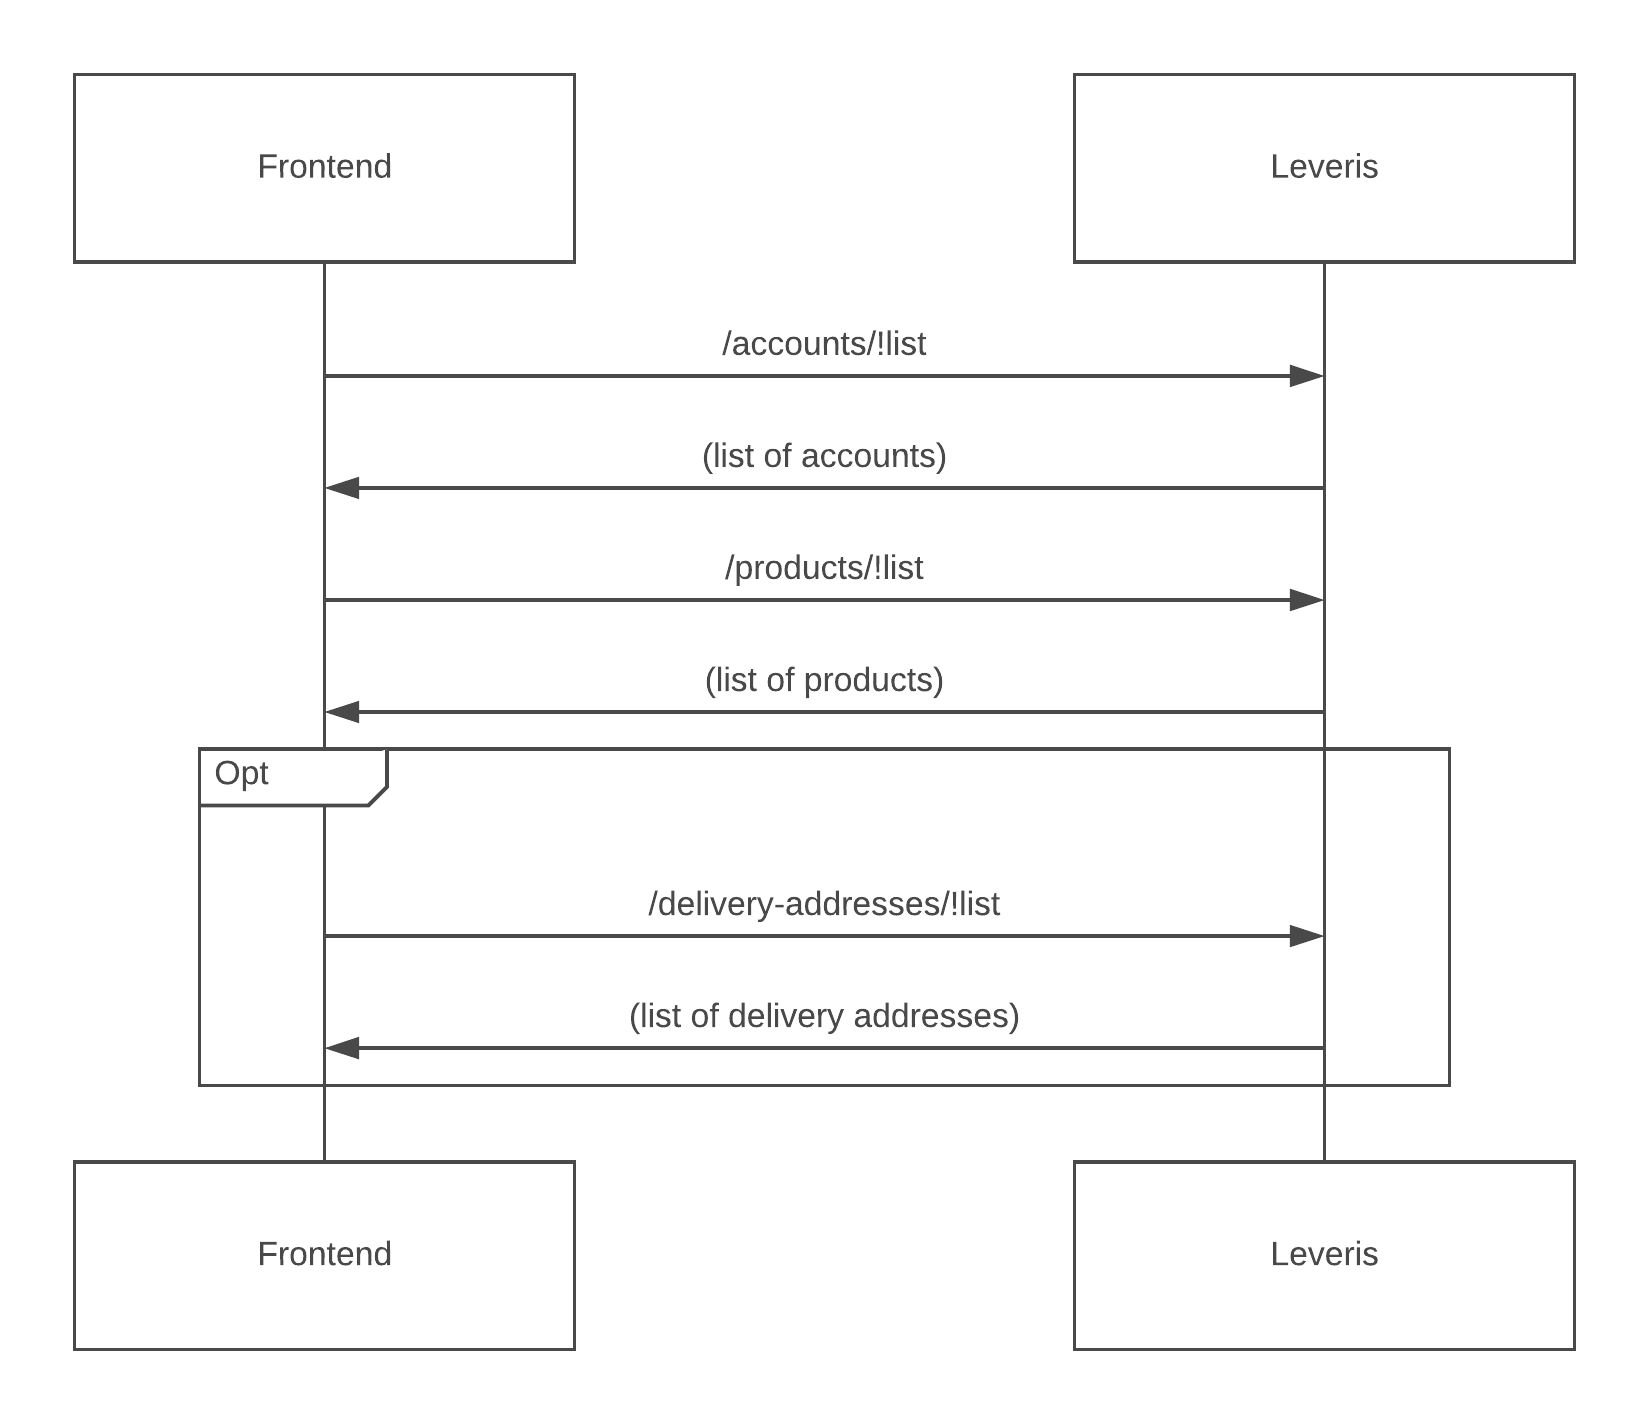 Frontend
Leveris
/accounts/!list
(list of accounts)
/products/!list
(list of products)
Opt
/delivery-addresses/!list
(list of delivery addresses)
Frontend
Leveris